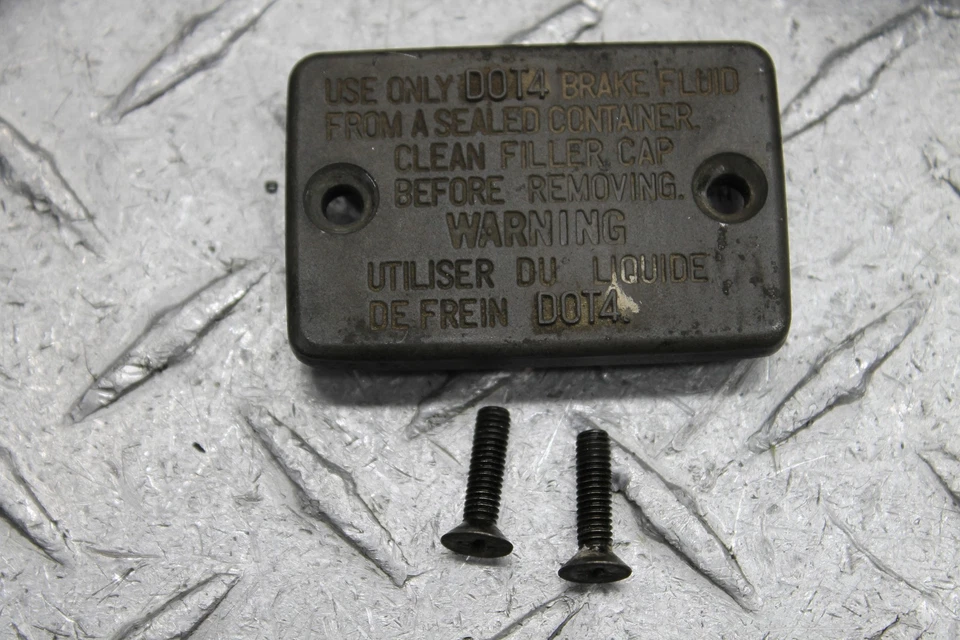 USE ONLY DOT4 BRAKE FLUID
FROM A SEALED CONTAINER.
CLEAN FILLER CAP
BEFORE REMOVING.
WARNING
UTILISER DU LIQUIDE
DE FREIN DOT4.